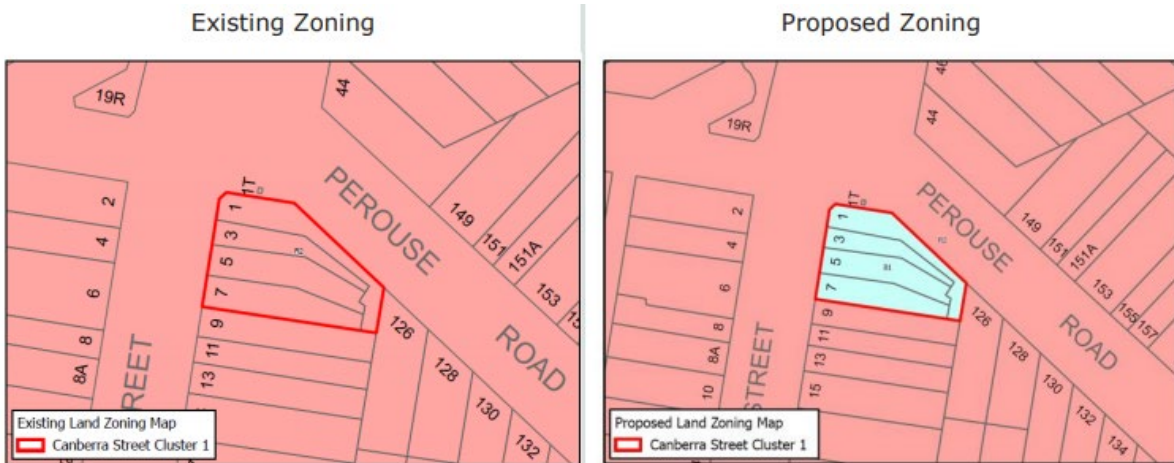 Existing Zoning
19R
44
1T
1
3
5
7
9
11
13
2
4
6
8
8A
PEROUSE
ROAD
REET
149
151
151A
153
126
128
130
132
Existing Land Zoning Map
Canberra Street Cluster 1
Proposed Zoning
46
44
19R
1T
1
3
5
7
9
11
13
15
2
4
6
8
8A
10
PEROUSE
ROAD
STREET
149
151
151A
153
155
157
126
128
130
132
134
Proposed Land Zoning Map
Canberra Street Cluster 1